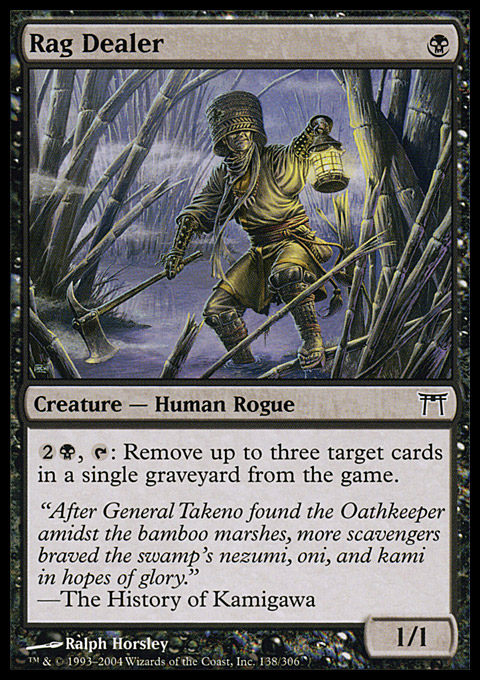 Rag Dealer
Creature — Human Rogue
2, : Remove up to three target cards
in a single graveyard from the game.
“After General Takeno found the Oathkeeper
amidst the bamboo marshes, more scavengers
braved the swamp’s nezumi, oni, and kami
in hopes of glory.”
—The History of Kamigawa
Ralph Horsley
1/1
™ & © 1993–2004 Wizards of the Coast, Inc. 138/306